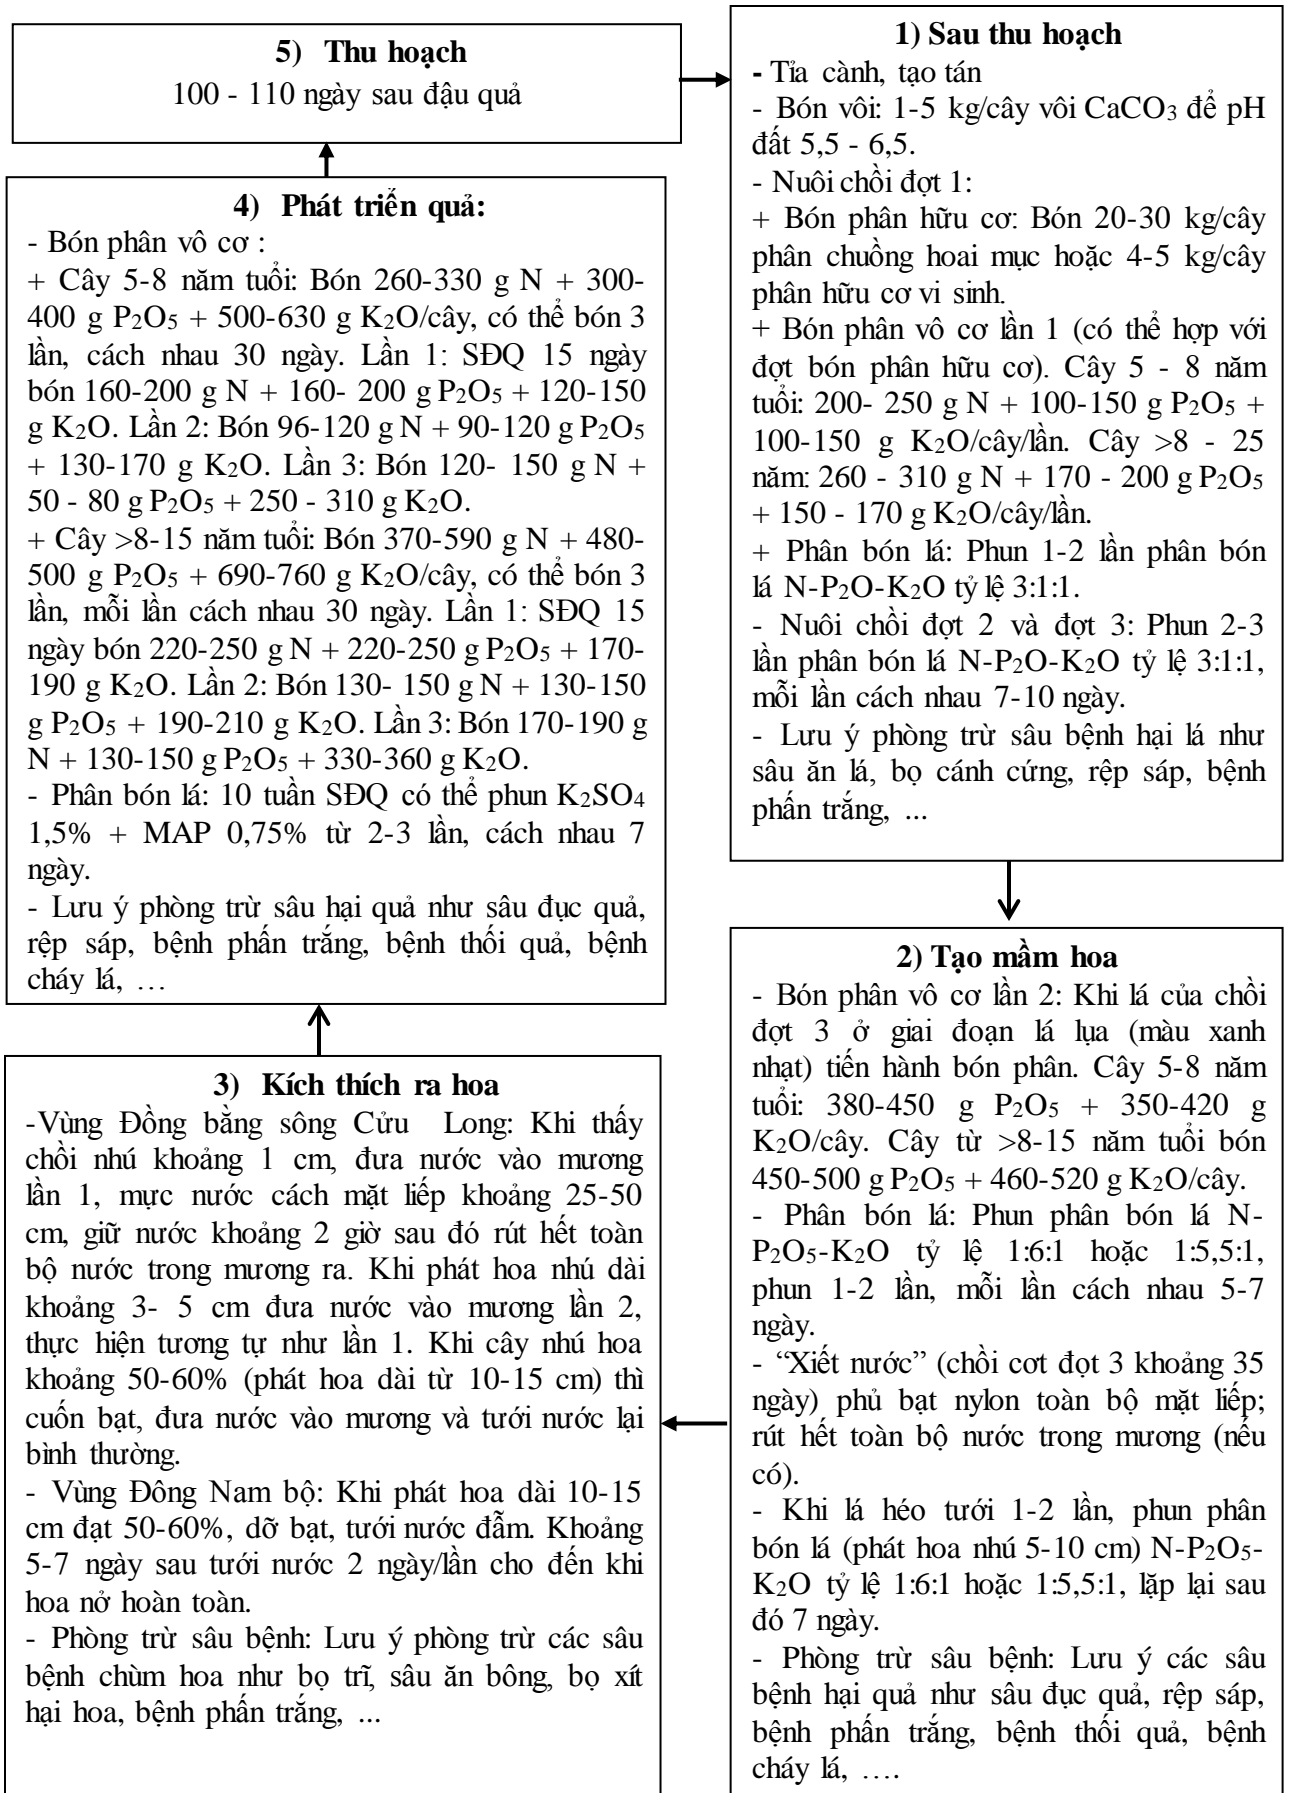 5) Thu hoạch
100 - 110 ngày sau đậu quả
1) Sau thu hoạch
- Tỉa cành, tạo tán
- Bón vôi: 1-5 kg/cây vôi CaCO3 để pH
đất 5,5 - 6,5.
- Nuôi chồi đợt 1:
+ Bón phân hữu cơ: Bón 20-30 kg/cây
phân chuồng hoai mục hoặc 4-5 kg/cây
phân hữu cơ vi sinh.
+ Bón phân vô cơ lần 1 (có thể hợp với
đợt bón phân hữu cơ). Cây 5 - 8 năm
tuổi: 200- 250 g N + 100-150 g P2O5 +
100-150 g K2O/cây/lần. Cây >8 - 25
năm: 260 - 310 g N + 170 - 200 g P2O5
+ 150 - 170 g K2O/cây/lần.
+ Phân bón lá: Phun 1-2 lần phân bón
lá N-P2O-K2O tỷ lệ 3:1:1.
- Nuôi chồi đợt 2 và đợt 3: Phun 2-3
lần phân bón lá N-P2O-K2O tỷ lệ 3:1:1,
mỗi lần cách nhau 7-10 ngày.
- Lưu ý phòng trừ sâu bệnh hại lá như
sâu ăn lá, bọ cánh cứng, rệp sáp, bệnh
phấn trắng, ...
2) Tạo mầm hoa
- Bón phân vô cơ lần 2: Khi lá của chồi
đợt 3 ở giai đoạn lá lụa (màu xanh
nhạt) tiến hành bón phân. Cây 5-8 năm
tuổi: 380-450 g P2O5 + 350-420 g
K2O/cây. Cây từ >8-15 năm tuổi bón
450-500 g P2O5 + 460-520 g K2O/cây.
- Phân bón lá: Phun phân bón lá N-
P2O5-K2O tỷ lệ 1:6:1 hoặc 1:5,5:1,
phun 1-2 lần, mỗi lần cách nhau 5-7
ngày.
- “Xiết nước” (chồi cơt đọt 3 khoảng 35
ngày) phủ bạt nylon toàn bộ mặt liếp;
rút hết toàn bộ nước trong mương (nếu
có).
- Khi lá héo tưới 1-2 lần, phun phân
bón lá (phát hoa nhú 5-10 cm) N-P2O5-
K2O tỷ lệ 1:6:1 hoặc 1:5,5:1, lặp lại sau
đó 7 ngày.
- Phòng trừ sâu bệnh: Lưu ý các sâu
bệnh hại quả như sâu đục quả, rệp sáp,
bệnh phấn trắng, bệnh thối quả, bệnh
cháy lá, ….
3) Kích thích ra hoa
-Vùng Đồng bằng sông Cửu Long: Khi thấy
chồi nhú khoảng 1 cm, đưa nước vào mương
lần 1, mực nước cách mặt liếp khoảng 25-50
cm, giữ nước khoảng 2 giờ sau đó rút hết toàn
bộ nước trong mương ra. Khi phát hoa nhú dài
khoảng 3- 5 cm đưa nước vào mương lần 2,
thực hiện tương tự như lần 1. Khi cây nhú hoa
khoảng 50-60% (phát hoa dài từ 10-15 cm) thì
cuốn bạt, đưa nước vào mương và tưới nước lại
bình thường.
- Vùng Đông Nam bộ: Khi phát hoa dài 10-15
cm đạt 50-60%, dỡ bạt, tưới nước đẫm. Khoảng
5-7 ngày sau tưới nước 2 ngày/lần cho đến khi
hoa nở hoàn toàn.
- Phòng trừ sâu bệnh: Lưu ý phòng trừ các sâu
bệnh chùm hoa như bọ trĩ, sâu ăn bông, bọ xít
hại hoa, bệnh phấn trắng, ...
4) Phát triển quả:
- Bón phân vô cơ :
+ Cây 5-8 năm tuổi: Bón 260-330 g N + 300-
400 g P2O5 + 500-630 g K2O/cây, có thể bón 3
lần, cách nhau 30 ngày. Lần 1: SĐQ 15 ngày
bón 160-200 g N + 160- 200 g P2O5 + 120-150
g K2O. Lần 2: Bón 96-120 g N + 90-120 g P2O5
+ 130-170 g K2O. Lần 3: Bón 120- 150 g N +
50 - 80 g P2O5 + 250 - 310 g K2O.
+ Cây >8-15 năm tuổi: Bón 370-590 g N + 480-
500 g P2O5 + 690-760 g K2O/cây, có thể bón 3
lần, mỗi lần cách nhau 30 ngày. Lần 1: SĐQ 15
ngày bón 220-250 g N + 220-250 g P2O5 + 170-
190 g K2O. Lần 2: Bón 130- 150 g N + 130-150
g P2O5 + 190-210 g K2O. Lần 3: Bón 170-190 g
N + 130-150 g P2O5 + 330-360 g K2O.
- Phân bón lá: 10 tuần SĐQ có thể phun K2SO4
1,5% + MAP 0,75% từ 2-3 lần, cách nhau 7
ngày.
- Lưu ý phòng trừ sâu hại quả như sâu đục quả,
rệp sáp, bệnh phấn trắng, bệnh thối quả, bệnh
cháy lá, …